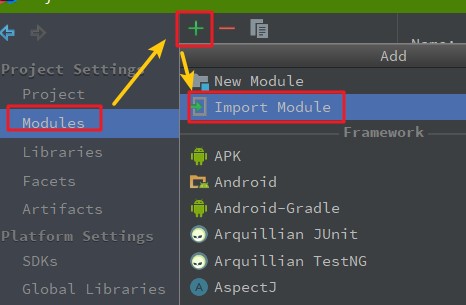 Add
Project Settings
Project
Modules
Libraries
Facets
Artifacts
Platform Settings
SDKs
Global Libraries
New Module
Import Module
Framework
APK
Android
Android-Gradle
Arquillian JUnit
Arquillian TestNG
AspectJ